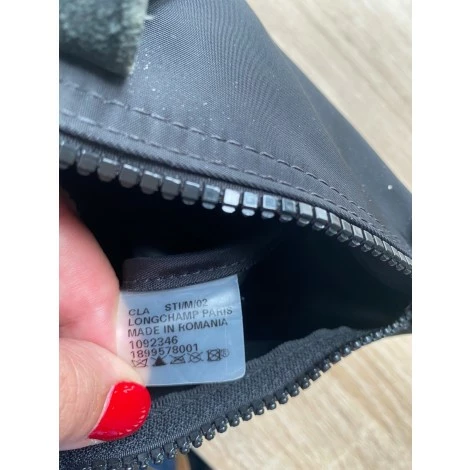 CLA STI/M/02
LONGCHAMP PARIS
MADE IN ROMANIA
1092346
1899578001